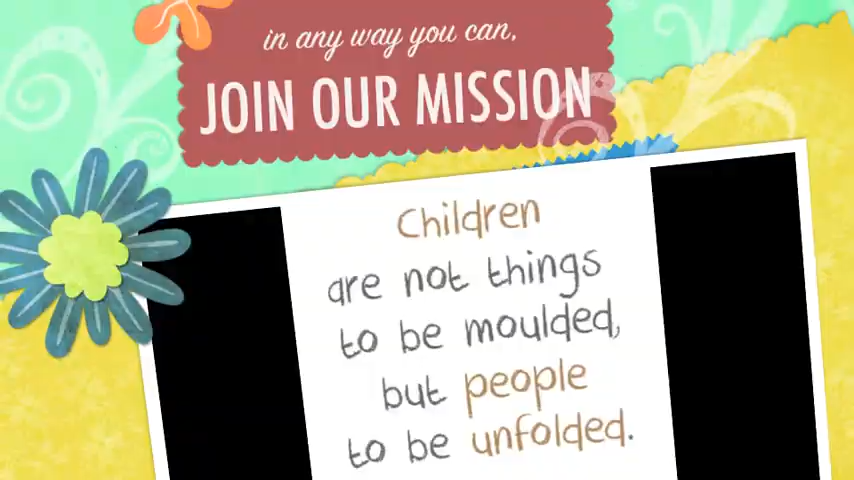 in any way you can,
JOIN OUR MISSION
Children
are not things
to be moulded,
but people
to be unfolded.